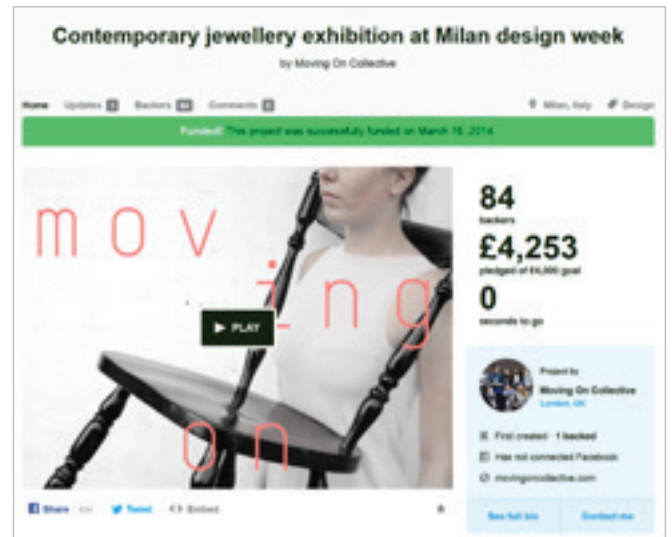 Contemporary jewellery exhibition at Milan design week
by Moving On Collective
Home Updates Backers Comments Milan, Italy Design
Funded! This project was successfully funded on March 16, 2014
mov
ing
on
PLAY
84
backers
£4,253
pledged of £4,000 goal
0
seconds to go
Project by
Moving On Collective
London, UK
First created · 1 backed
Has not connected Facebook
movingoncollective.com
See full bio Contact me
Share Tweet Embed